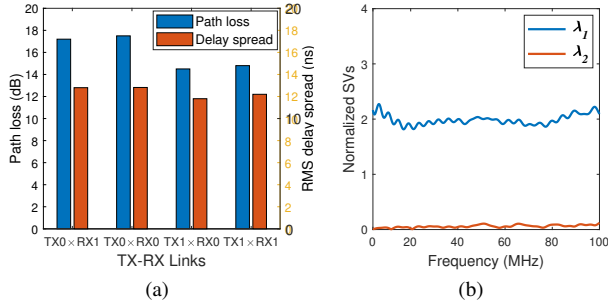 Path loss
Delay spread
Path loss (dB)
20
18
16
14
12
10
8
6
4
2
0
20
18
16
14
12
10
8
6
4
2
0
RMS delay spread (ns)
TX0×RX1 TX0×RX0 TX1×RX0 TX1×RX1
TX-RX Links
(a)
λ1
λ2
Normalized SVs
4
2
0
0 20 40 60 80 100
Frequency (MHz)
(b)